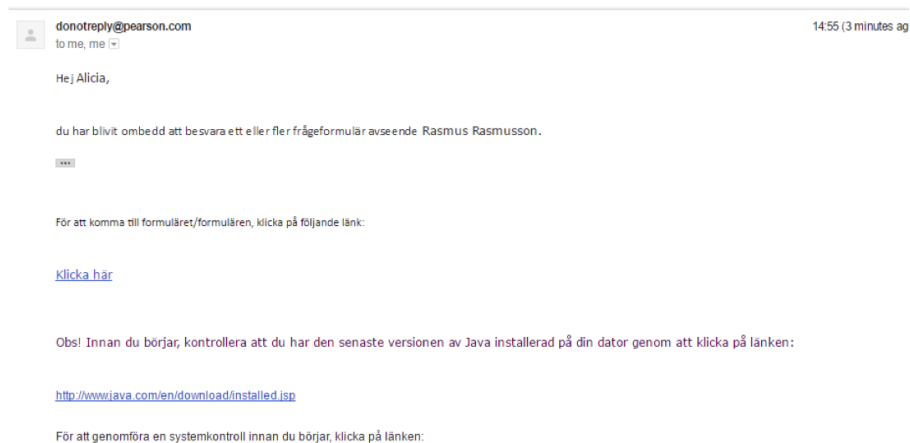 donotreply@pearson.com 14:55 (3 minutes ag
to me, me
Hej Alicia,
du har blivit ombedd att besvara ett eller fler frågeformulär avseende Rasmus Rasmusson.
...
För att komma till formuläret/formulären, klicka på följande länk:
Klicka här
Obs! Innan du börjar, kontrollera att du har den senaste versionen av Java installerad på din dator genom att klicka på länken:
http://www.java.com/en/download/installed.jsp
För att genomföra en systemkontroll innan du börjar, klicka på länken: